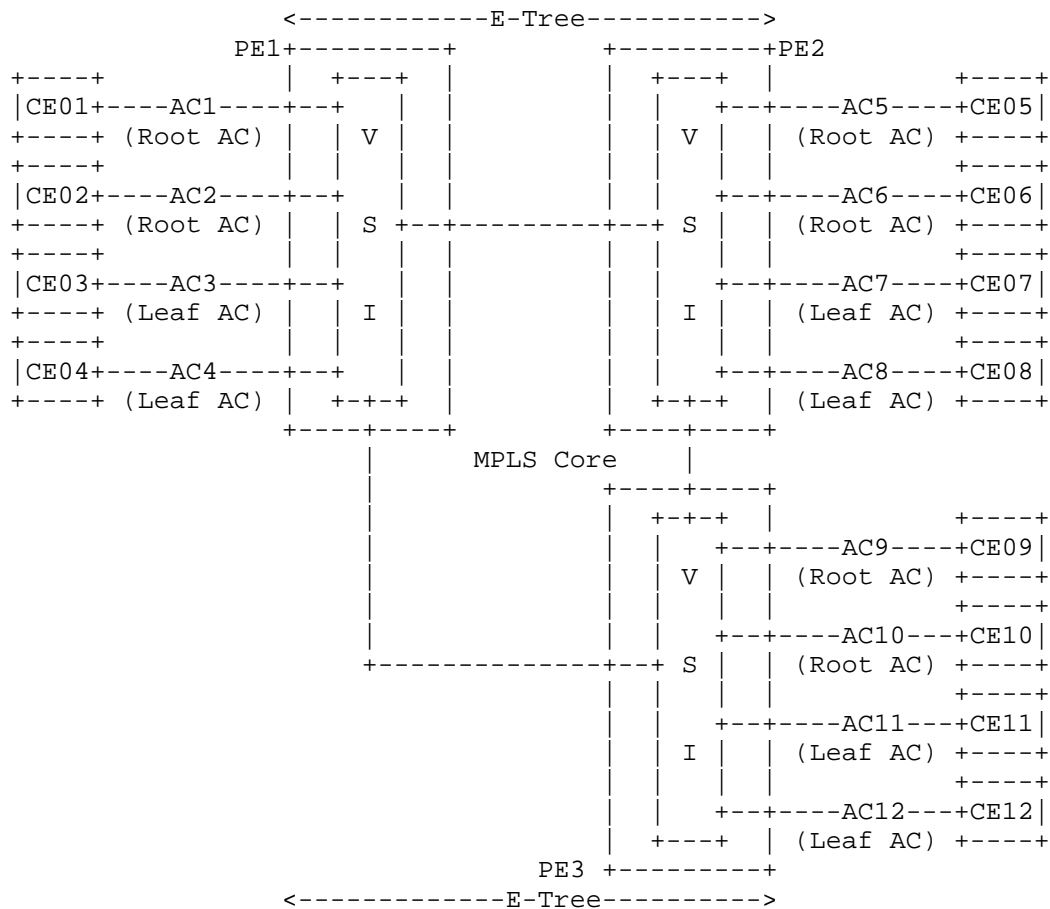 <------------E-Tree------------>
PE1+---------+ +---------+PE2
+----+ | +---+ | | +---+ | +----+
|CE01+----AC1----+--+ | | | | +--+----AC5----+CE05|
+----+ (Root AC) | | V | | | | V | | (Root AC) +----+
+----+ | | | | | | | | +----+
|CE02+----AC2----+--+ | | | | +--+----AC6----+CE06|
+----+ (Root AC) | | S +--+---------+--+ S | | (Root AC) +----+
+----+ | | | | | | | | +----+
|CE03+----AC3----+--+ | | | | +--+----AC7----+CE07|
+----+ (Leaf AC) | | I | | | | I | | (Leaf AC) +----+
+----+ | | | | | | | | +----+
|CE04+----AC4----+--+ | | | | +--+----AC8----+CE08|
+----+ (Leaf AC) | +-+-+ | | +-+-+ | (Leaf AC) +----+
+----+----+ +----+----+
| MPLS Core |
| +----+----+
| | +-+-+ | +----+
| | | +--+----AC9----+CE09|
| | | V | | (Root AC) +----+
| | | | | +----+
| | | +--+----AC10---+CE10|
+--------------+--+ S | | (Root AC) +----+
| | | | +----+
| | +--+----AC11---+CE11|
| | I | | (Leaf AC) +----+
| | | | +----+
| | +--+----AC12---+CE12|
| +---+ | (Leaf AC) +----+
PE3 +---------+
<-------------E-Tree----------->